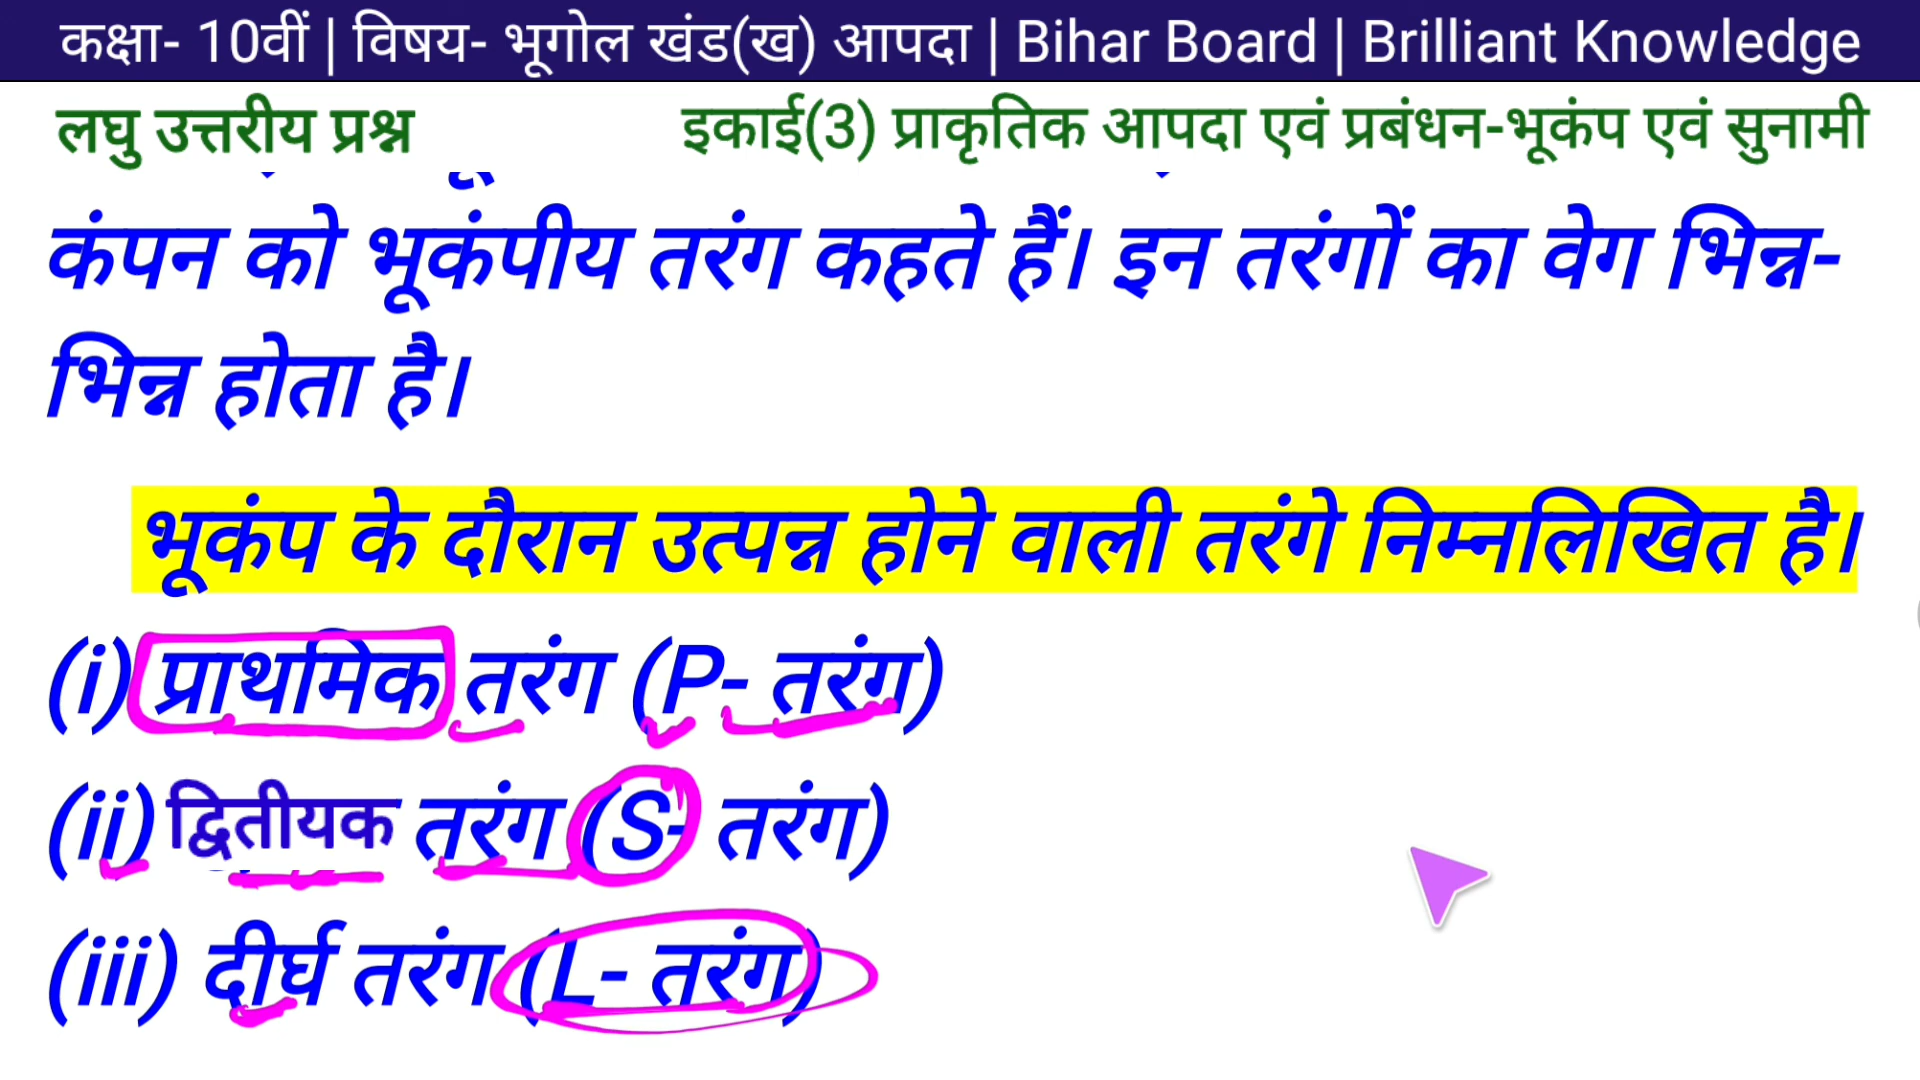 कक्षा- 10वीं | विषय- भूगोल खंड(ख) आपदा | Bihar Board | Brilliant Knowledge
लघु उत्तरीय प्रश्न इकाई(3) प्राकृतिक आपदा एवं प्रबंधन-भूकंप एवं सुनामी
कंपन को भूकंपीय तरंग कहते हैं। इन तरंगों का वेग भिन्न-
भिन्न होता है।
भूकंप के दौरान उत्पन्न होने वाली तरंगे निम्नलिखित है।
(i) प्राथमिक तरंग (P- तरंग)
(ii) द्वितीयक तरंग (S- तरंग)
(iii) दीर्घ तरंग (L- तरंग)